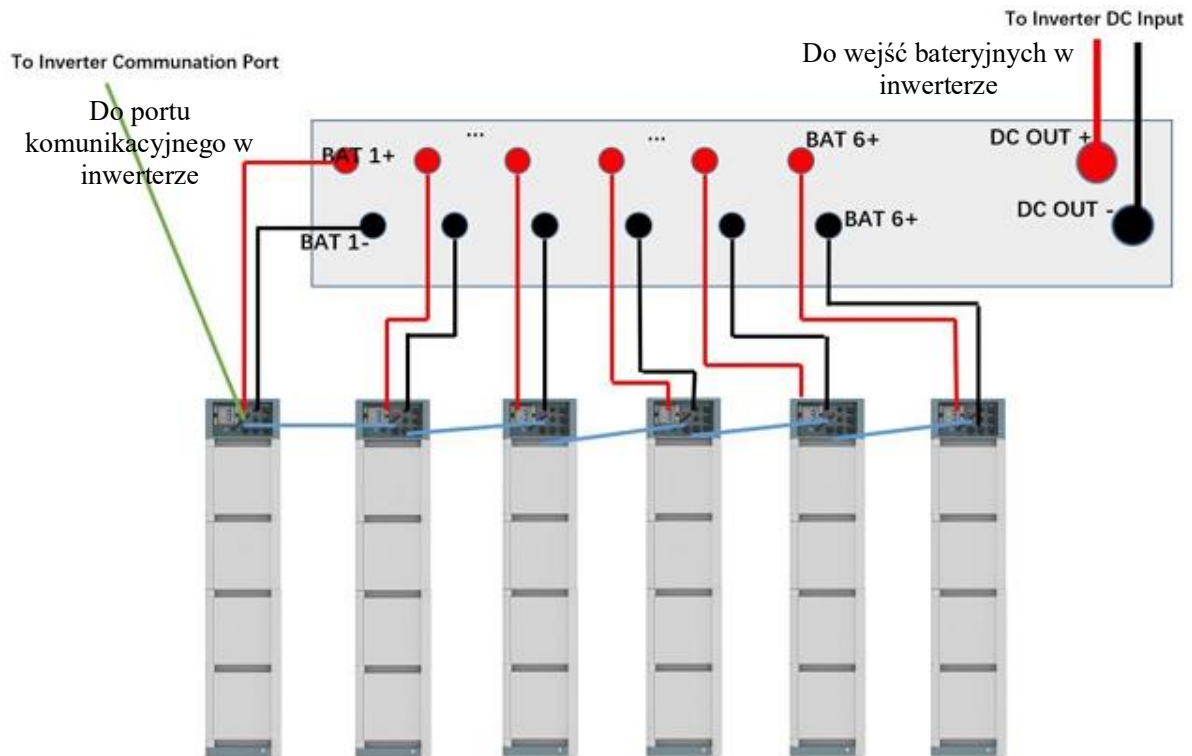 To Inverter DC Input
Do wejść bateryjnych w
inwerterze
To Inverter Communation Port
Do portu
komunikacyjnego w
inwerterze
...
...
BAT 1+
BAT 6+
DC OUT +
BAT 1-
BAT 6+
DC OUT -